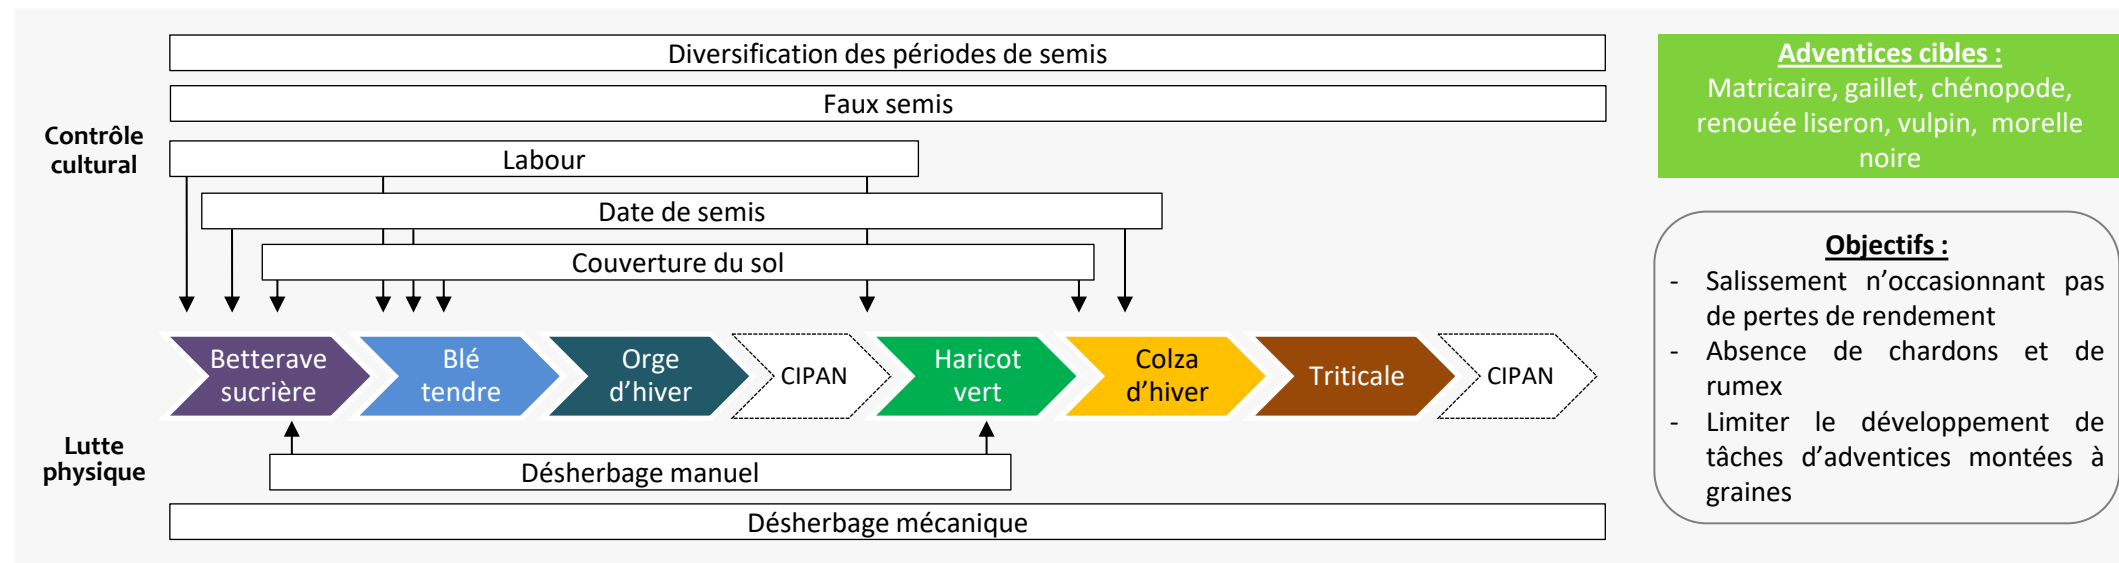 Diversification des périodes de semis
Faux semis
Contrôle
cultural
Labour
Date de semis
Couverture du sol
Betterave
sucrière
Blé
tendre
Orge
d'hiver
CIPAN
Haricot
vert
Colza
d'hiver
Triticale
CIPAN
Lutte
physique
Désherbage manuel
Désherbage mécanique
Adventices cibles :
Matricaire, gaillet, chénopode,
renouée liseron, vulpin, morelle
noire
Objectifs :
- Salissement n'occasionnant pas
de pertes de rendement
- Absence de chardons et de
rumex
- Limiter le développement de
tâches d'adventices montées à
graines